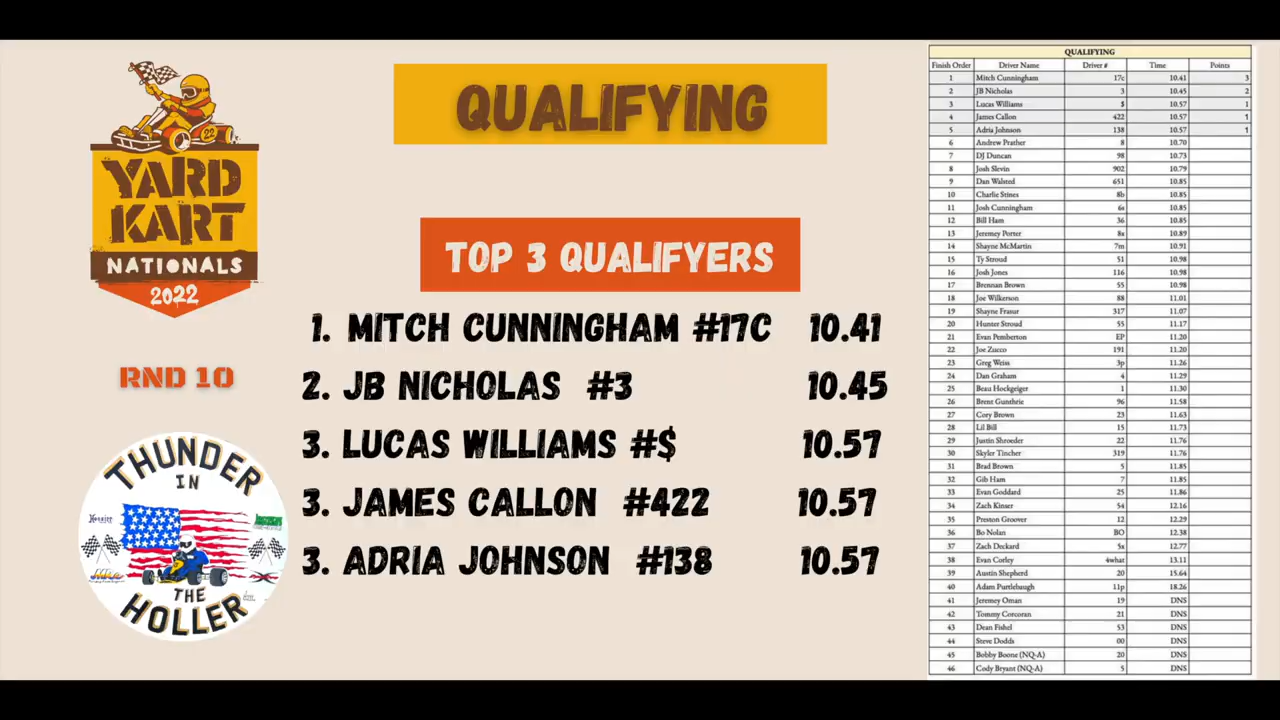 QUALIFYING
YARD
KART
NATIONALS
2022
TOP 3 QUALIFYERS
1. MITCH CUNNINGHAM #17C 10.41
2. JB NICHOLAS #3 10.45
3. LUCAS WILLIAMS #$ 10.57
3. JAMES CALLON #422 10.57
3. ADRIA JOHNSON #138 10.57
RND 10
THUNDER
IN
THE
HOLLER
QUALIFYING
Finish Order Driver Name Driver # Time Points
1 Mitch Cunningham 17c 10.41 3
2 JB Nicholas 3 10.45 2
3 Lucas Williams $ 10.57 1
4 James Callon 422 10.57 1
5 Adria Johnson 138 10.57 1
6 Andrew Prather 8 10.70
7 DJ Duncan 98 10.73
8 Josh Slevin 902 10.79
9 Dan Walsted 651 10.85
10 Charlie Stines 8b 10.85
11 Josh Cunningham 6s 10.85
12 Bill Ham 36 10.85
13 Jeremey Porter 8x 10.89
14 Shayne McMartin 7m 10.91
15 Ty Stroud 51 10.98
16 Josh Jones 116 10.98
17 Brennan Brown 55 10.98
18 Joe Wilkerson 88 11.01
19 Shayne Frasur 317 11.07
20 Hunter Stroud 55 11.17
21 Evan Pemberton EP 11.20
22 Joe Zucco 191 11.20
23 Greg Weiss 3p 11.26
24 Dan Graham 4 11.29
25 Beau Hockgeiger 1 11.30
26 Brent Gunthrie 96 11.58
27 Cory Brown 23 11.63
28 Lil Bill 15 11.73
29 Justin Shroeder 22 11.76
30 Skyler Tincher 319 11.76
31 Brad Brown 5 11.85
32 Gib Ham 7 11.85
33 Evan Goddard 25 11.86
34 Zach Kinser 54 12.16
35 Preston Groover 12 12.29
36 Bo Nolan BO 12.38
37 Zach Deckard 5x 12.77
38 Evan Corley 4what 13.11
39 Austin Shepherd 20 15.64
40 Adam Purtlebaugh 11p 18.26
41 Jeremey Oman 19 DNS
42 Tommy Corcoran 21 DNS
43 Dean Fishel 53 DNS
44 Steve Dodds 00 DNS
45 Bobby Boone (NQ-A) 20 DNS
46 Cody Bryant (NQ-A) 5 DNS